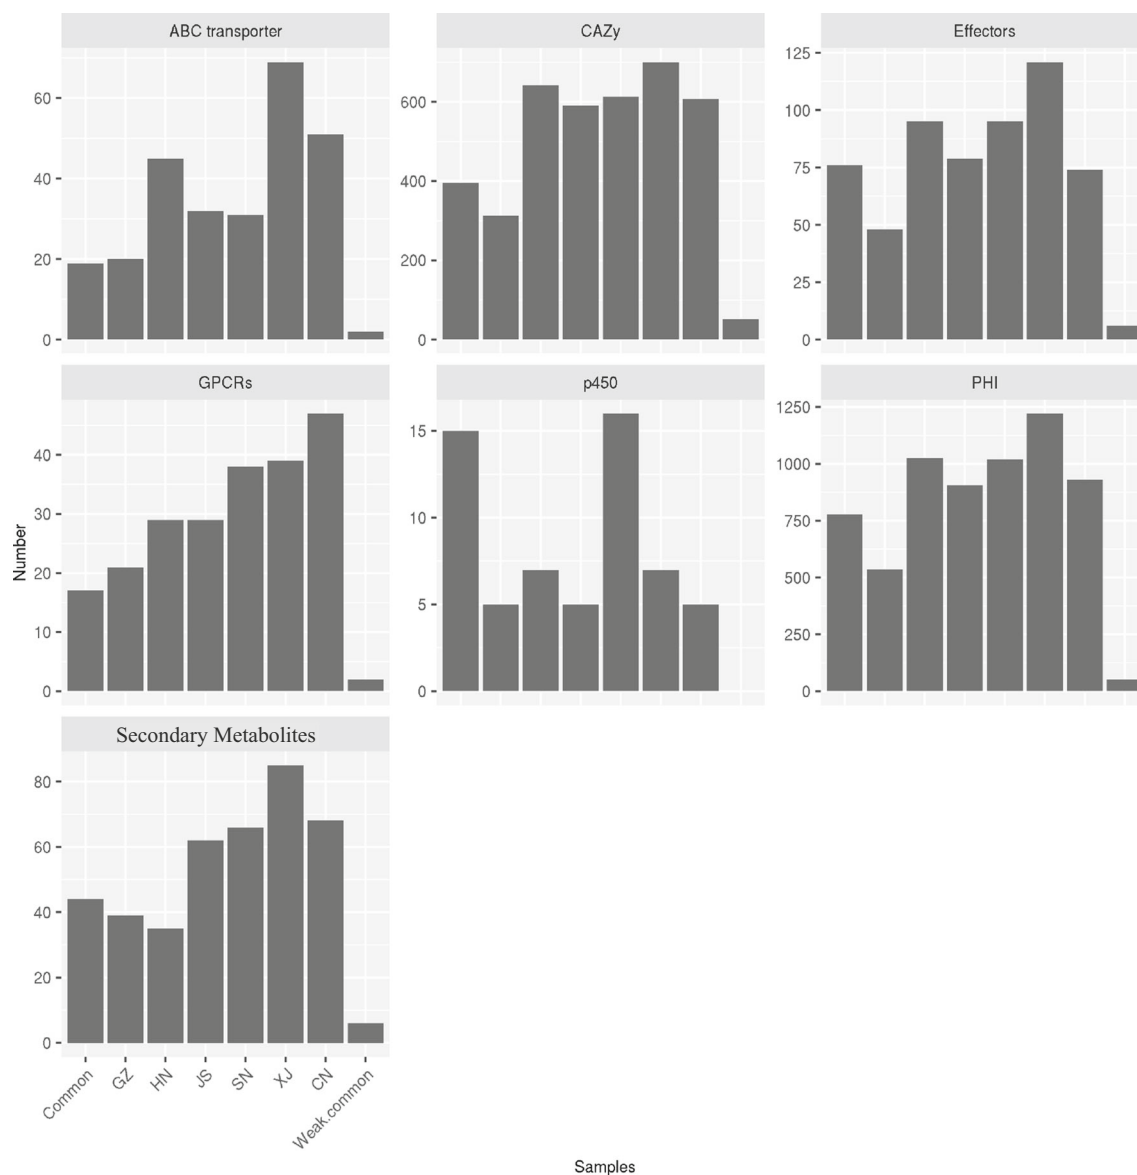 ABC transporter
CAZy
Effectors
60
40
20
0
600
400
200
0
125
100
75
50
25
0
GPCRs
p450
PHI
40
30
20
10
0
15
10
5
0
1250
1000
750
500
250
0
Number
Secondary Metabolites
80
60
40
20
0
Common
GZ
HN
JS
SN
XJ
CN
Weak.common
Samples